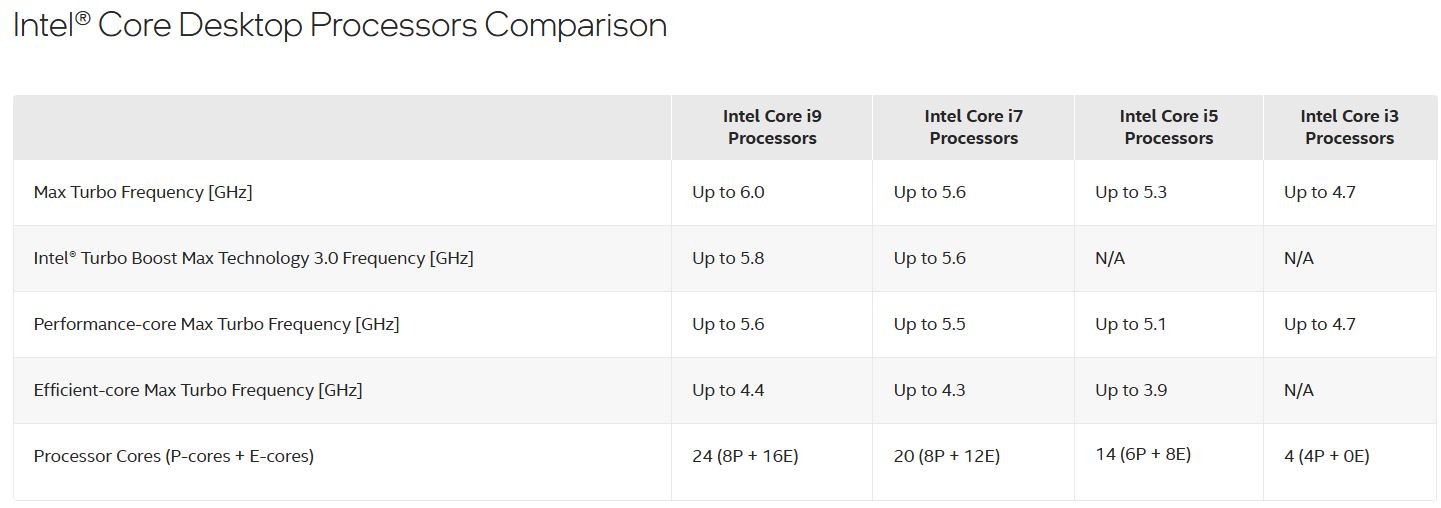 Intel® Core Desktop Processors Comparison
Intel Core i9 Processors Intel Core i7 Processors Intel Core i5 Processors Intel Core i3 Processors
Max Turbo Frequency [GHz] Up to 6.0 Up to 5.6 Up to 5.3 Up to 4.7
Intel® Turbo Boost Max Technology 3.0 Frequency [GHz] Up to 5.8 Up to 5.6 N/A N/A
Performance-core Max Turbo Frequency [GHz] Up to 5.6 Up to 5.5 Up to 5.1 Up to 4.7
Efficient-core Max Turbo Frequency [GHz] Up to 4.4 Up to 4.3 Up to 3.9 N/A
Processor Cores (P-cores + E-cores) 24 (8P + 16E) 20 (8P + 12E) 14 (6P + 8E) 4 (4P + 0E)